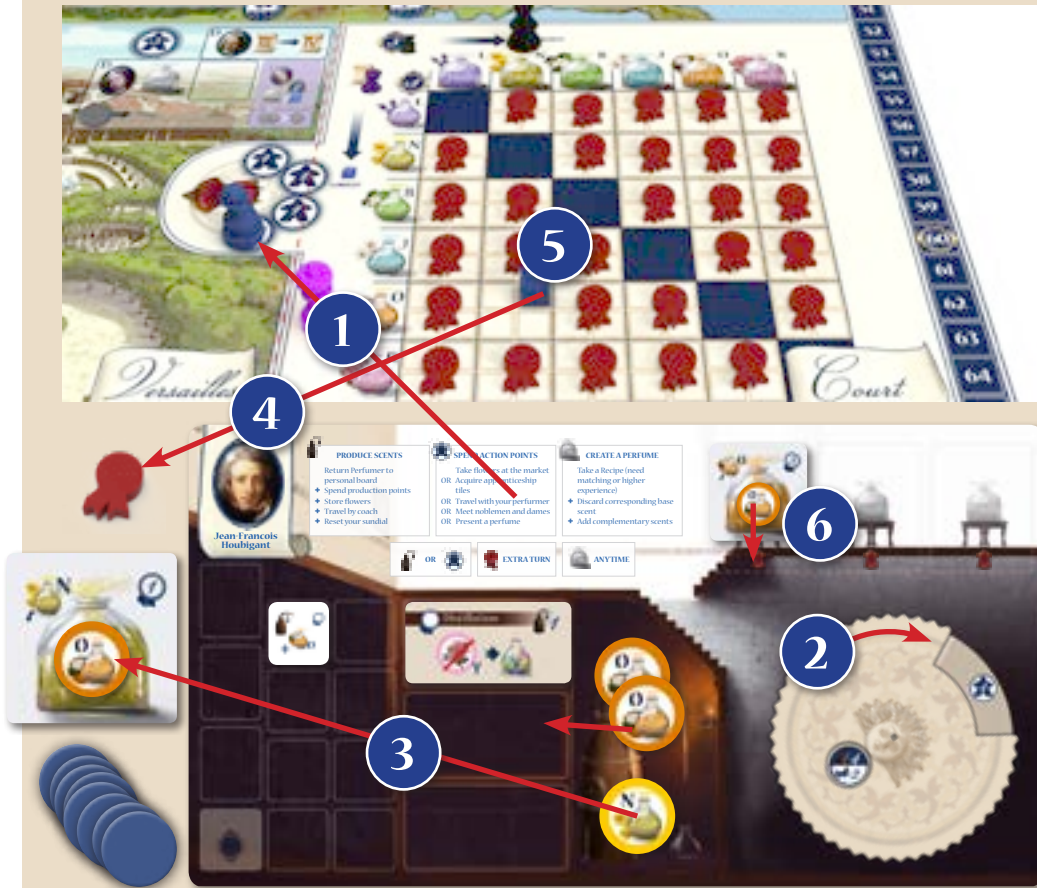 52
53
54
56
57
58
59
60
61
62
63
64
N
O
Versailles
Court
1
5
4
PRODUCE SCENTS
Return Perfumer to
personal board
+ Spend production points
+ Store flowers
+ Travel by coach
+ Reset your sundial
SPEND ACTION POINTS
Take flowers at the market
OR Acquire apprenticeship
tiles
OR Travel with your perfumer
OR Meet noblemen and dames
OR Present a perfume
CREATE A PERFUME
Take a Recipe (need
matching or higher
experience)
+ Discard corresponding base
scent
+ Add complementary scents
Jean-Francois
Houbigant
OR
EXTRA TURN
ANYTIME
6
N
1
O
O
O
O
2
3
N